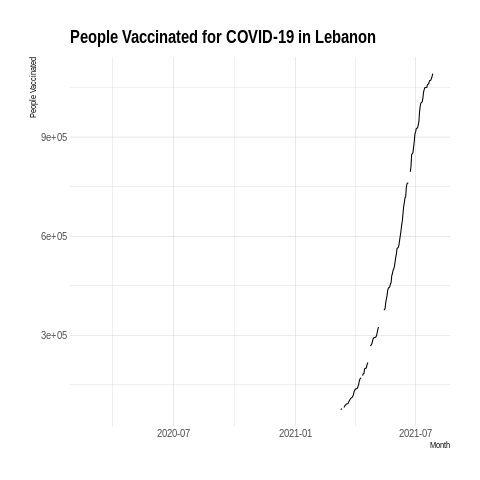 People Vaccinated for COVID-19 in Lebanon
People Vaccinated
9e+05
6e+05
3e+05
2020-07 2021-01 2021-07
Month